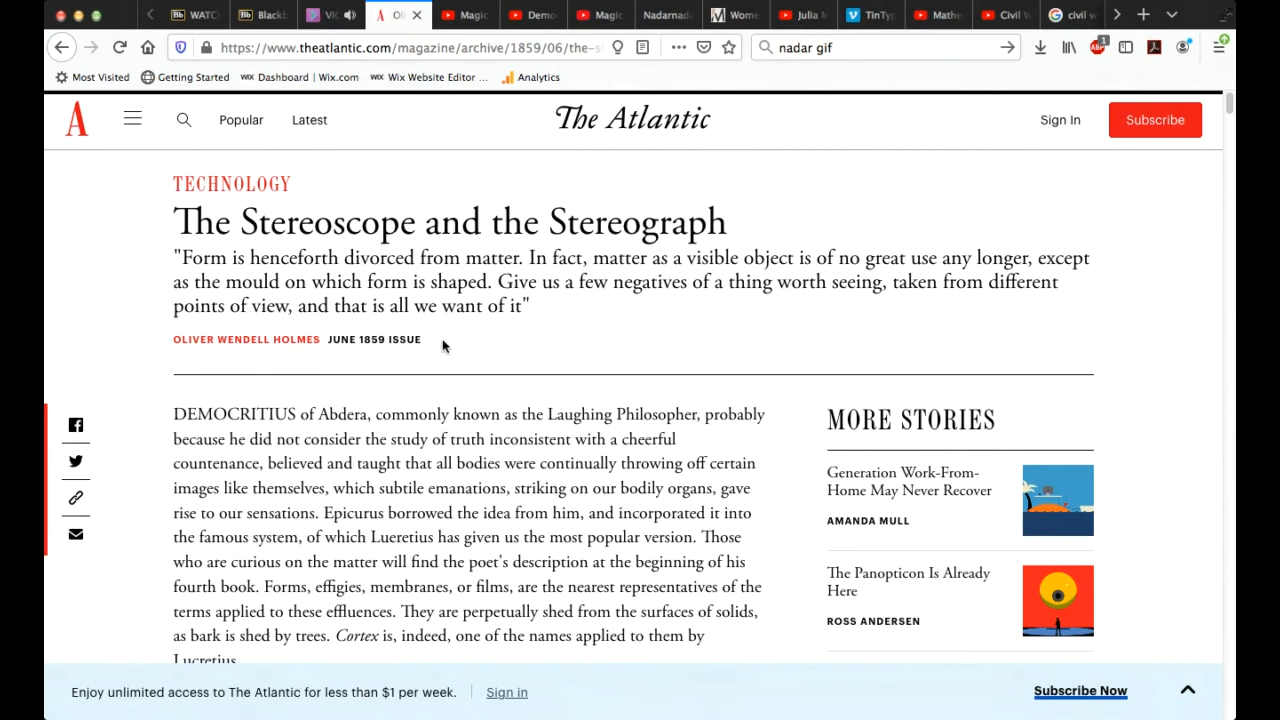 WATC
Blackb
VK
Oli
Magic
Demo
Magic
Nadarnada
Wome
Julia M
TinTyp
Mathe
Civil W
civil w
https://www.theatlantic.com/magazine/archive/1859/06/the-s
nadar gif
1
Most Visited
Getting Started
Dashboard | Wix.com
Wix Website Editor ...
Analytics
A
Popular
Latest
The Atlantic
Sign In
Subscribe
TECHNOLOGY
The Stereoscope and the Stereograph
"Form is henceforth divorced from matter. In fact, matter as a visible object is of no great use any longer, except
as the mould on which form is shaped. Give us a few negatives of a thing worth seeing, taken from different
points of view, and that is all we want of it"
OLIVER WENDELL HOLMES JUNE 1859 ISSUE
DEMOCRITIUS of Abdera, commonly known as the Laughing Philosopher, probably
because he did not consider the study of truth inconsistent with a cheerful
countenance, believed and taught that all bodies were continually throwing off certain
images like themselves, which subtile emanations, striking on our bodily organs, gave
rise to our sensations. Epicurus borrowed the idea from him, and incorporated it into
the famous system, of which Lueretius has given us the most popular version. Those
who are curious on the matter will find the poet's description at the beginning of his
fourth book. Forms, effigies, membranes, or films, are the nearest representatives of the
terms applied to these effluences. They are perpetually shed from the surfaces of solids,
as bark is shed by trees. Cortex is, indeed, one of the names applied to them by
Lucretius.
MORE STORIES
Generation Work-From-
Home May Never Recover
AMANDA MULL
The Panopticon Is Already
Here
ROSS ANDERSEN
Enjoy unlimited access to The Atlantic for less than $1 per week.
Sign in
Subscribe Now